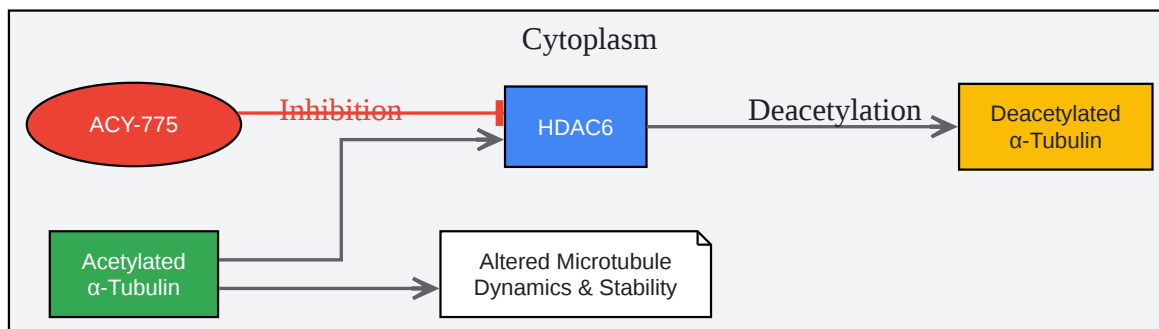 Cytoplasm
Inhibition
ACY-775
HDAC6
Deacetylation
Deacetylated
α-Tubulin
Acetylated
α-Tubulin
Altered Microtubule
Dynamics & Stability